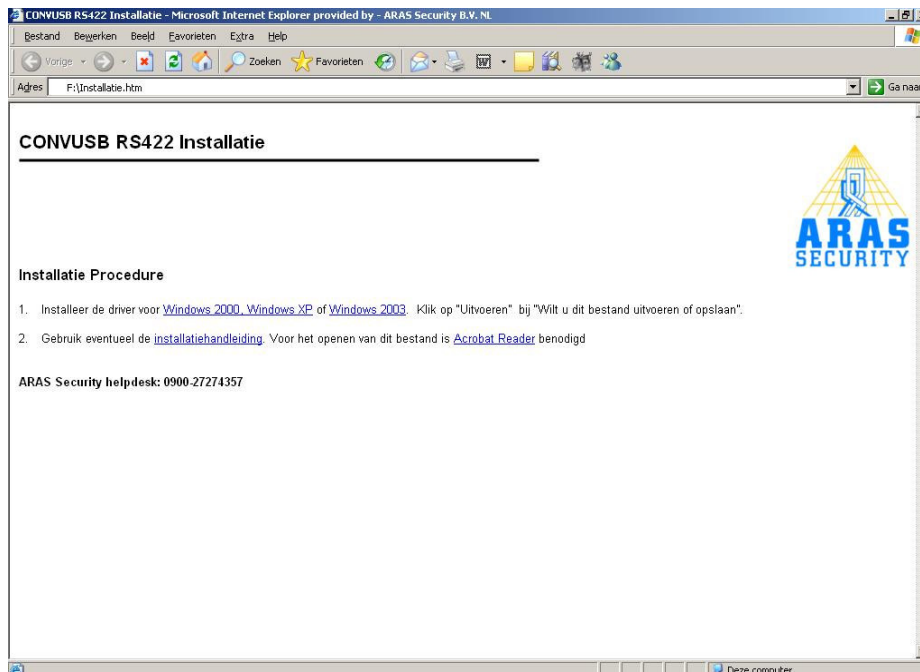 CONVUSB RS422 Installatie - Microsoft Internet Explorer provided by - ARAS Security B.V. NL
Bestand Bewerken Beeld Favorieten Extra Help
Vorige Zoeken Favorieten
Adres F:\Installatie.htm Ga naar
CONVUSB RS422 Installatie
ARAS
SECURITY
Installatie Procedure
1. Installeer de driver voor Windows 2000, Windows XP of Windows 2003. Klik op "Uitvoeren" bij "Wilt u dit bestand uitvoeren of opslaan".
2. Gebruik eventueel de installatiehandleiding. Voor het openen van dit bestand is Acrobat Reader benodigd
ARAS Security helpdesk: 0900-27274357
Deze computer